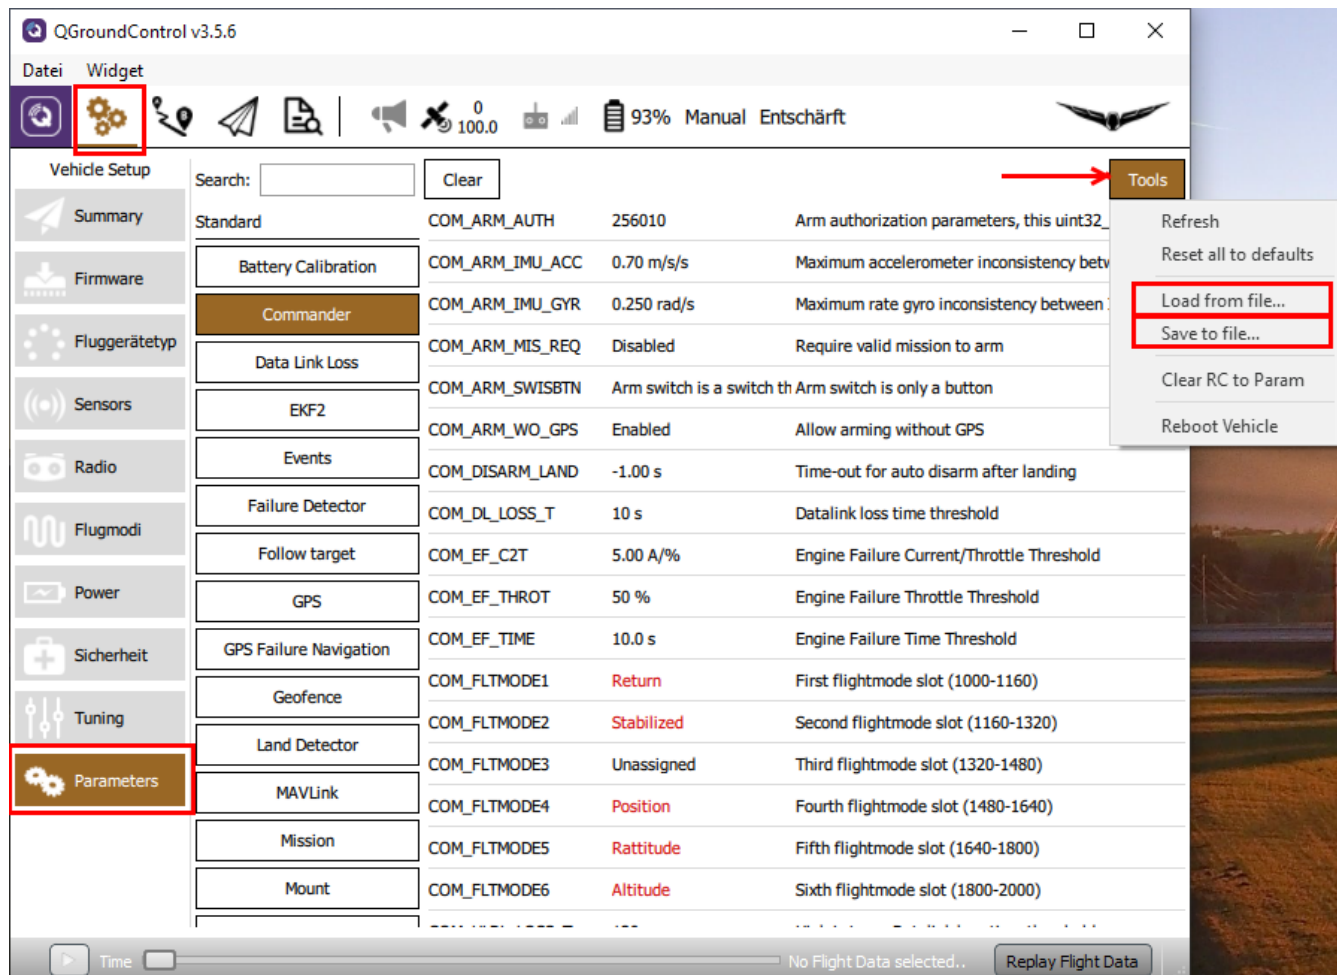 QGroundControl v3.5.6
Datei Widget
0
100.0
93% Manual Entschärft
Vehicle Setup
Summary
Firmware
Fluggerätetyp
Sensors
Radio
Flugmodi
Power
Sicherheit
Tuning
Parameters
Search:
Clear
Tools
Standard
Battery Calibration
Commander
Data Link Loss
EKF2
Events
Failure Detector
Follow target
GPS
GPS Failure Navigation
Geofence
Land Detector
MAVLink
Mission
Mount
COM_ARM_AUTH 256010 Arm authorization parameters, this uint32_
COM_ARM_IMU_ACC 0.70 m/s/s Maximum accelerometer inconsistency betw
COM_ARM_IMU_GYR 0.250 rad/s Maximum rate gyro inconsistency between
COM_ARM_MIS_REQ Disabled Require valid mission to arm
COM_ARM_SWISBTN Arm switch is a switch th Arm switch is only a button
COM_ARM_WO_GPS Enabled Allow arming without GPS
COM_DISARM_LAND -1.00 s Time-out for auto disarm after landing
COM_DL_LOSS_T 10 s Datalink loss time threshold
COM_EF_C2T 5.00 A/% Engine Failure Current/Throttle Threshold
COM_EF_THROT 50 % Engine Failure Throttle Threshold
COM_EF_TIME 10.0 s Engine Failure Time Threshold
COM_FLTMODE1 Return First flightmode slot (1000-1160)
COM_FLTMODE2 Stabilized Second flightmode slot (1160-1320)
COM_FLTMODE3 Unassigned Third flightmode slot (1320-1480)
COM_FLTMODE4 Position Fourth flightmode slot (1480-1640)
COM_FLTMODE5 Rattitude Fifth flightmode slot (1640-1800)
COM_FLTMODE6 Altitude Sixth flightmode slot (1800-2000)
Refresh
Reset all to defaults
Load from file...
Save to file...
Clear RC to Param
Reboot Vehicle
Time
No Flight Data selected..
Replay Flight Data